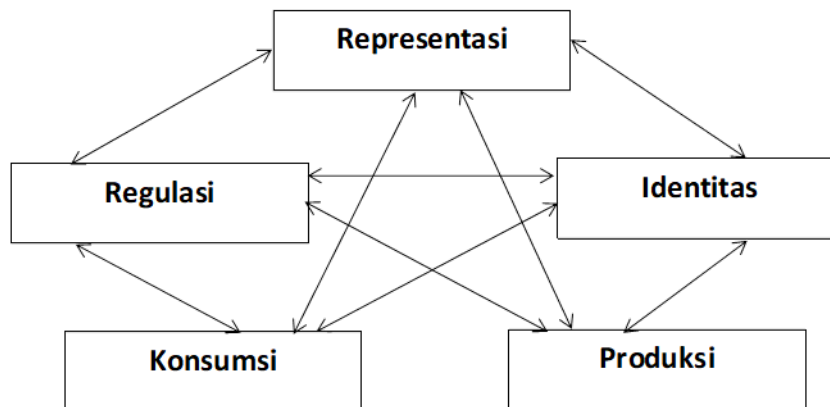 Representasi
Regulasi
Identitas
Konsumsi
Produksi